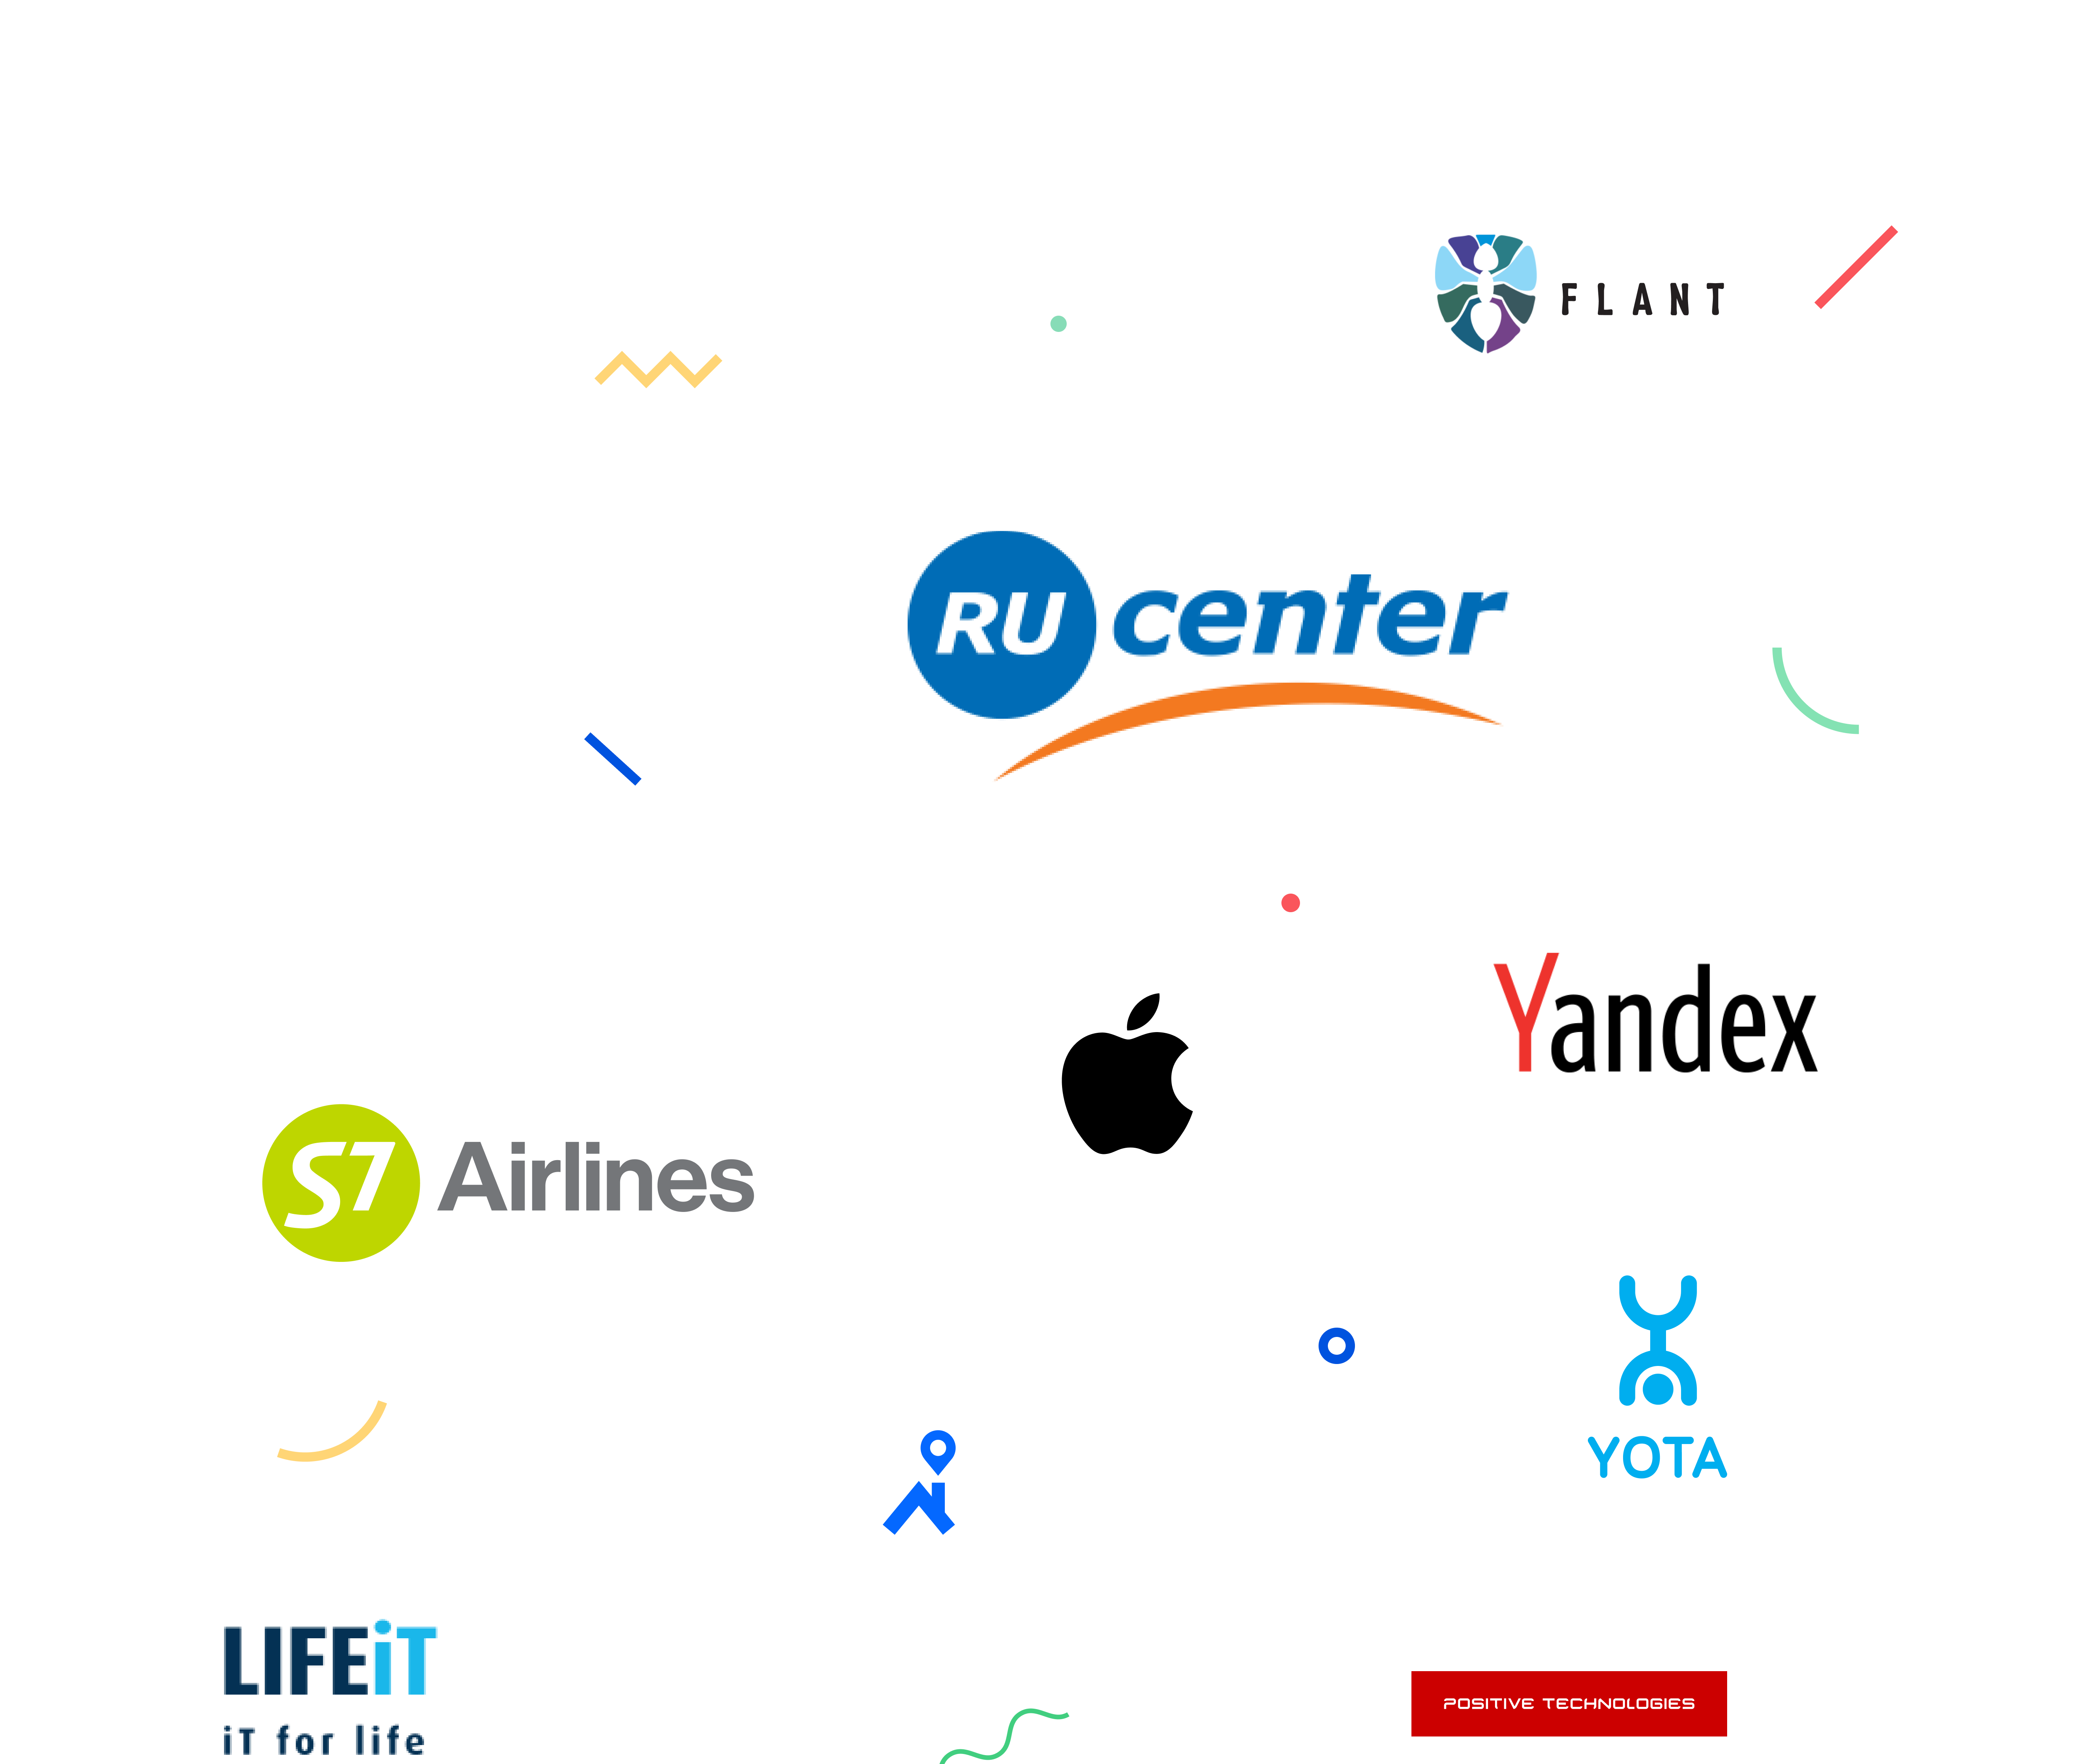 FLANT
RU center
Yandex
S7 Airlines
YOTA
LIFEiT
iT for life
POSITIVE TECHNOLOGIES